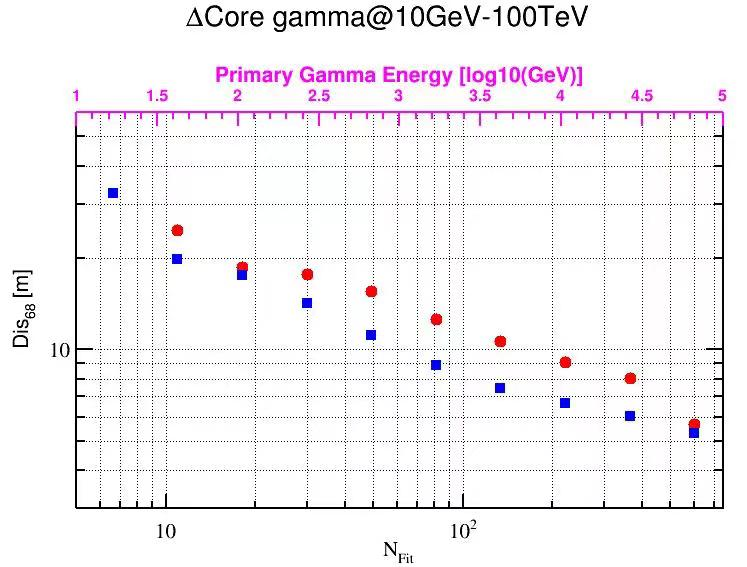 ΔCore gamma@10GeV-100TeV
Primary Gamma Energy [log10(GeV)]
1 1.5 2 2.5 3 3.5 4 4.5 5
Dis68 [m]
10
10 10²
NFit